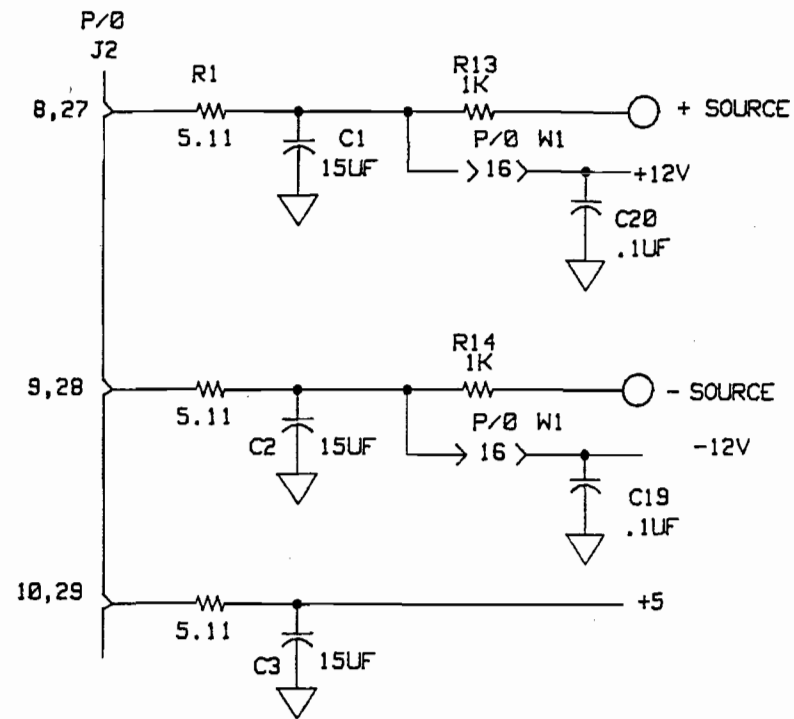 P/0
J2
R1
R13
1K
8,27
+ SOURCE
5.11
C1
15UF
P/0 W1
16
+12V
C20
.1UF
R14
1K
9,28
- SOURCE
5.11
C2
15UF
P/0 W1
16
-12V
C19
.1UF
10,29
+5
5.11
C3
15UF